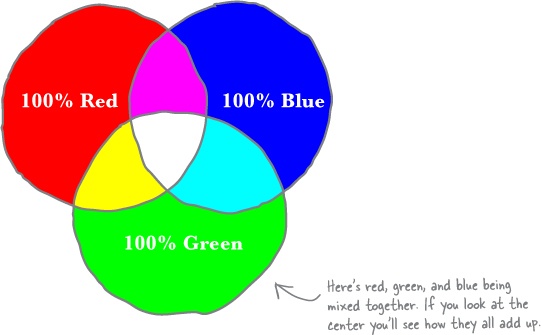 100% Red
100% Blue
100% Green
Here's red, green, and blue being
mixed together. If you look at the
center you'll see how they all add up.